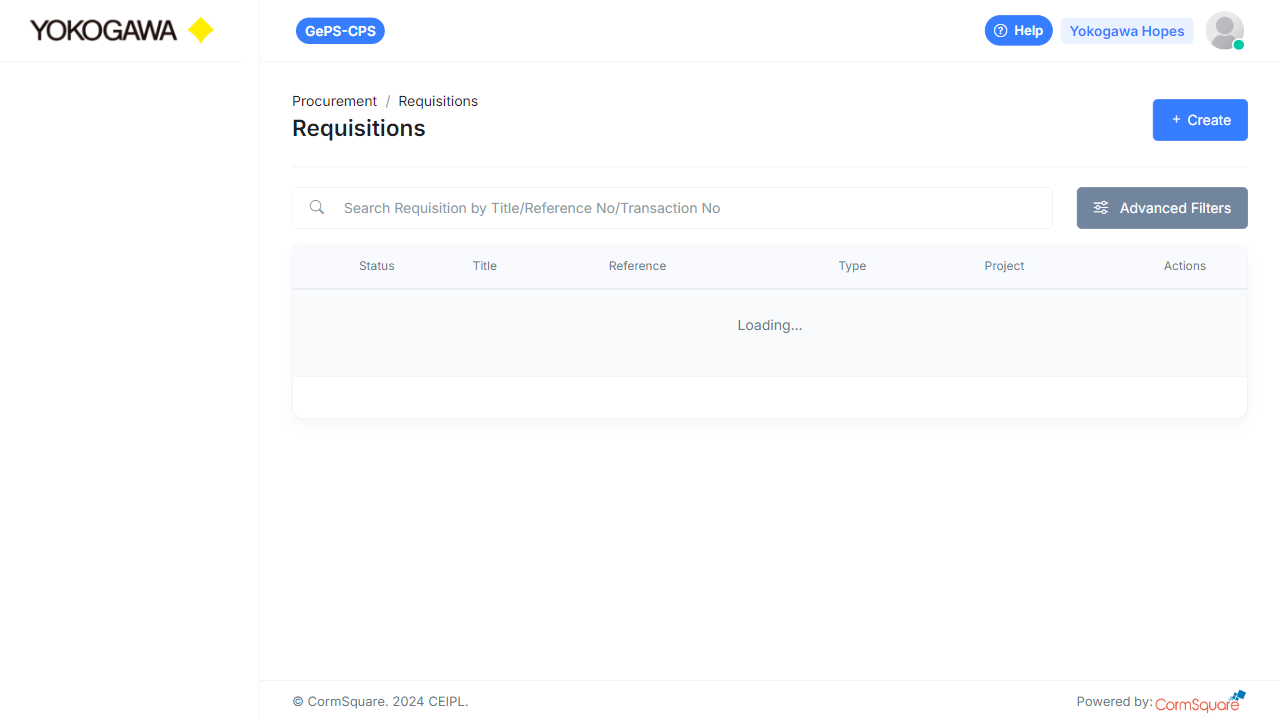 YOKOGAWA
GePS-CPS
Help
Yokogawa Hopes
Procurement / Requisitions
Requisitions
+ Create
Search Requisition by Title/Reference No/Transaction No
Advanced Filters
Status Title Reference Type Project Actions
Loading...
© CormSquare. 2024 CEIPL.
Powered by: CormSquare